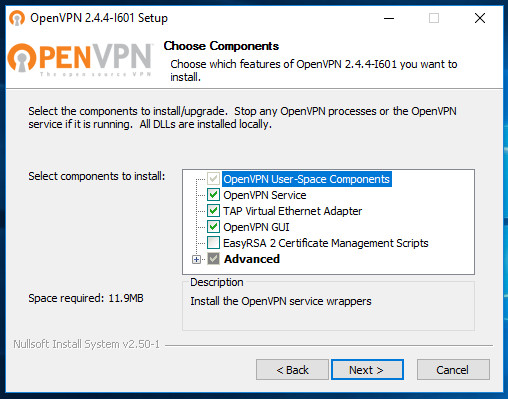 OpenVPN 2.4.4-I601 Setup
OPENVPN
The open source VPN
Choose Components
Choose which features of OpenVPN 2.4.4-I601 you want to
install.
Select the components to install/upgrade. Stop any OpenVPN processes or the OpenVPN
service if it is running. All DLLs are installed locally.
Select components to install:
OpenVPN User-Space Components
OpenVPN Service
TAP Virtual Ethernet Adapter
OpenVPN GUI
EasyRSA 2 Certificate Management Scripts
Advanced
Space required: 11.9MB
Description
Install the OpenVPN service wrappers
Nullsoft Install System v2.50-1
< Back
Next >
Cancel